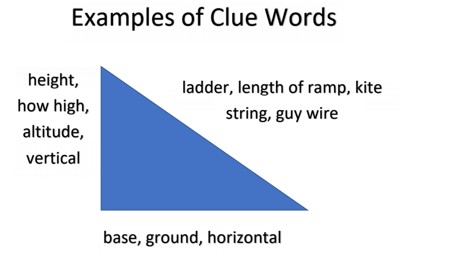 Examples of Clue Words
height,
how high,
altitude,
vertical
ladder, length of ramp, kite
string, guy wire
base, ground, horizontal